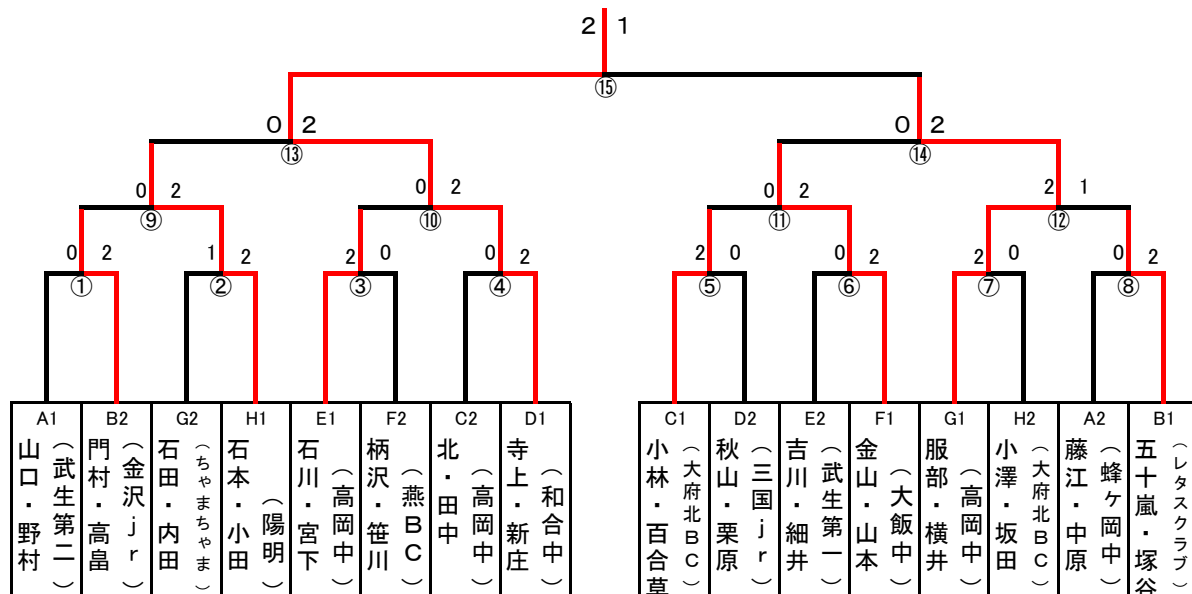 2 1
⑮
0 2
0 2
⑬
⑭
0 2
0 2
0 2
2 1
⑨
⑩
⑪
⑫
0 2
1 2
2 0
0 2
2 0
0 2
2 0
0 2
①
②
③
④
⑤
⑥
⑦
⑧
A1
山口・野村
(武生第二)
B2
門村・高畠
(金沢jr)
G2
石田・内田
(ちゃまちゃま)
H1
石本・小田
(陽明)
E1
石川・宮下
(高岡中)
F2
柄沢・笹川
(燕BC)
C2
北・田中
(高岡中)
D1
寺上・新庄
(和合中)
C1
小林・百合草
(大府北BC)
D2
秋山・栗原
(三国jr)
E2
吉川・細井
(武生第一)
F1
金山・山本
(大飯中)
G1
服部・横井
(高岡中)
H2
小澤・坂田
(大府北BC)
A2
藤江・中原
(蜂ヶ岡中)
B1
五十嵐・塚谷
(レタスクラブ)